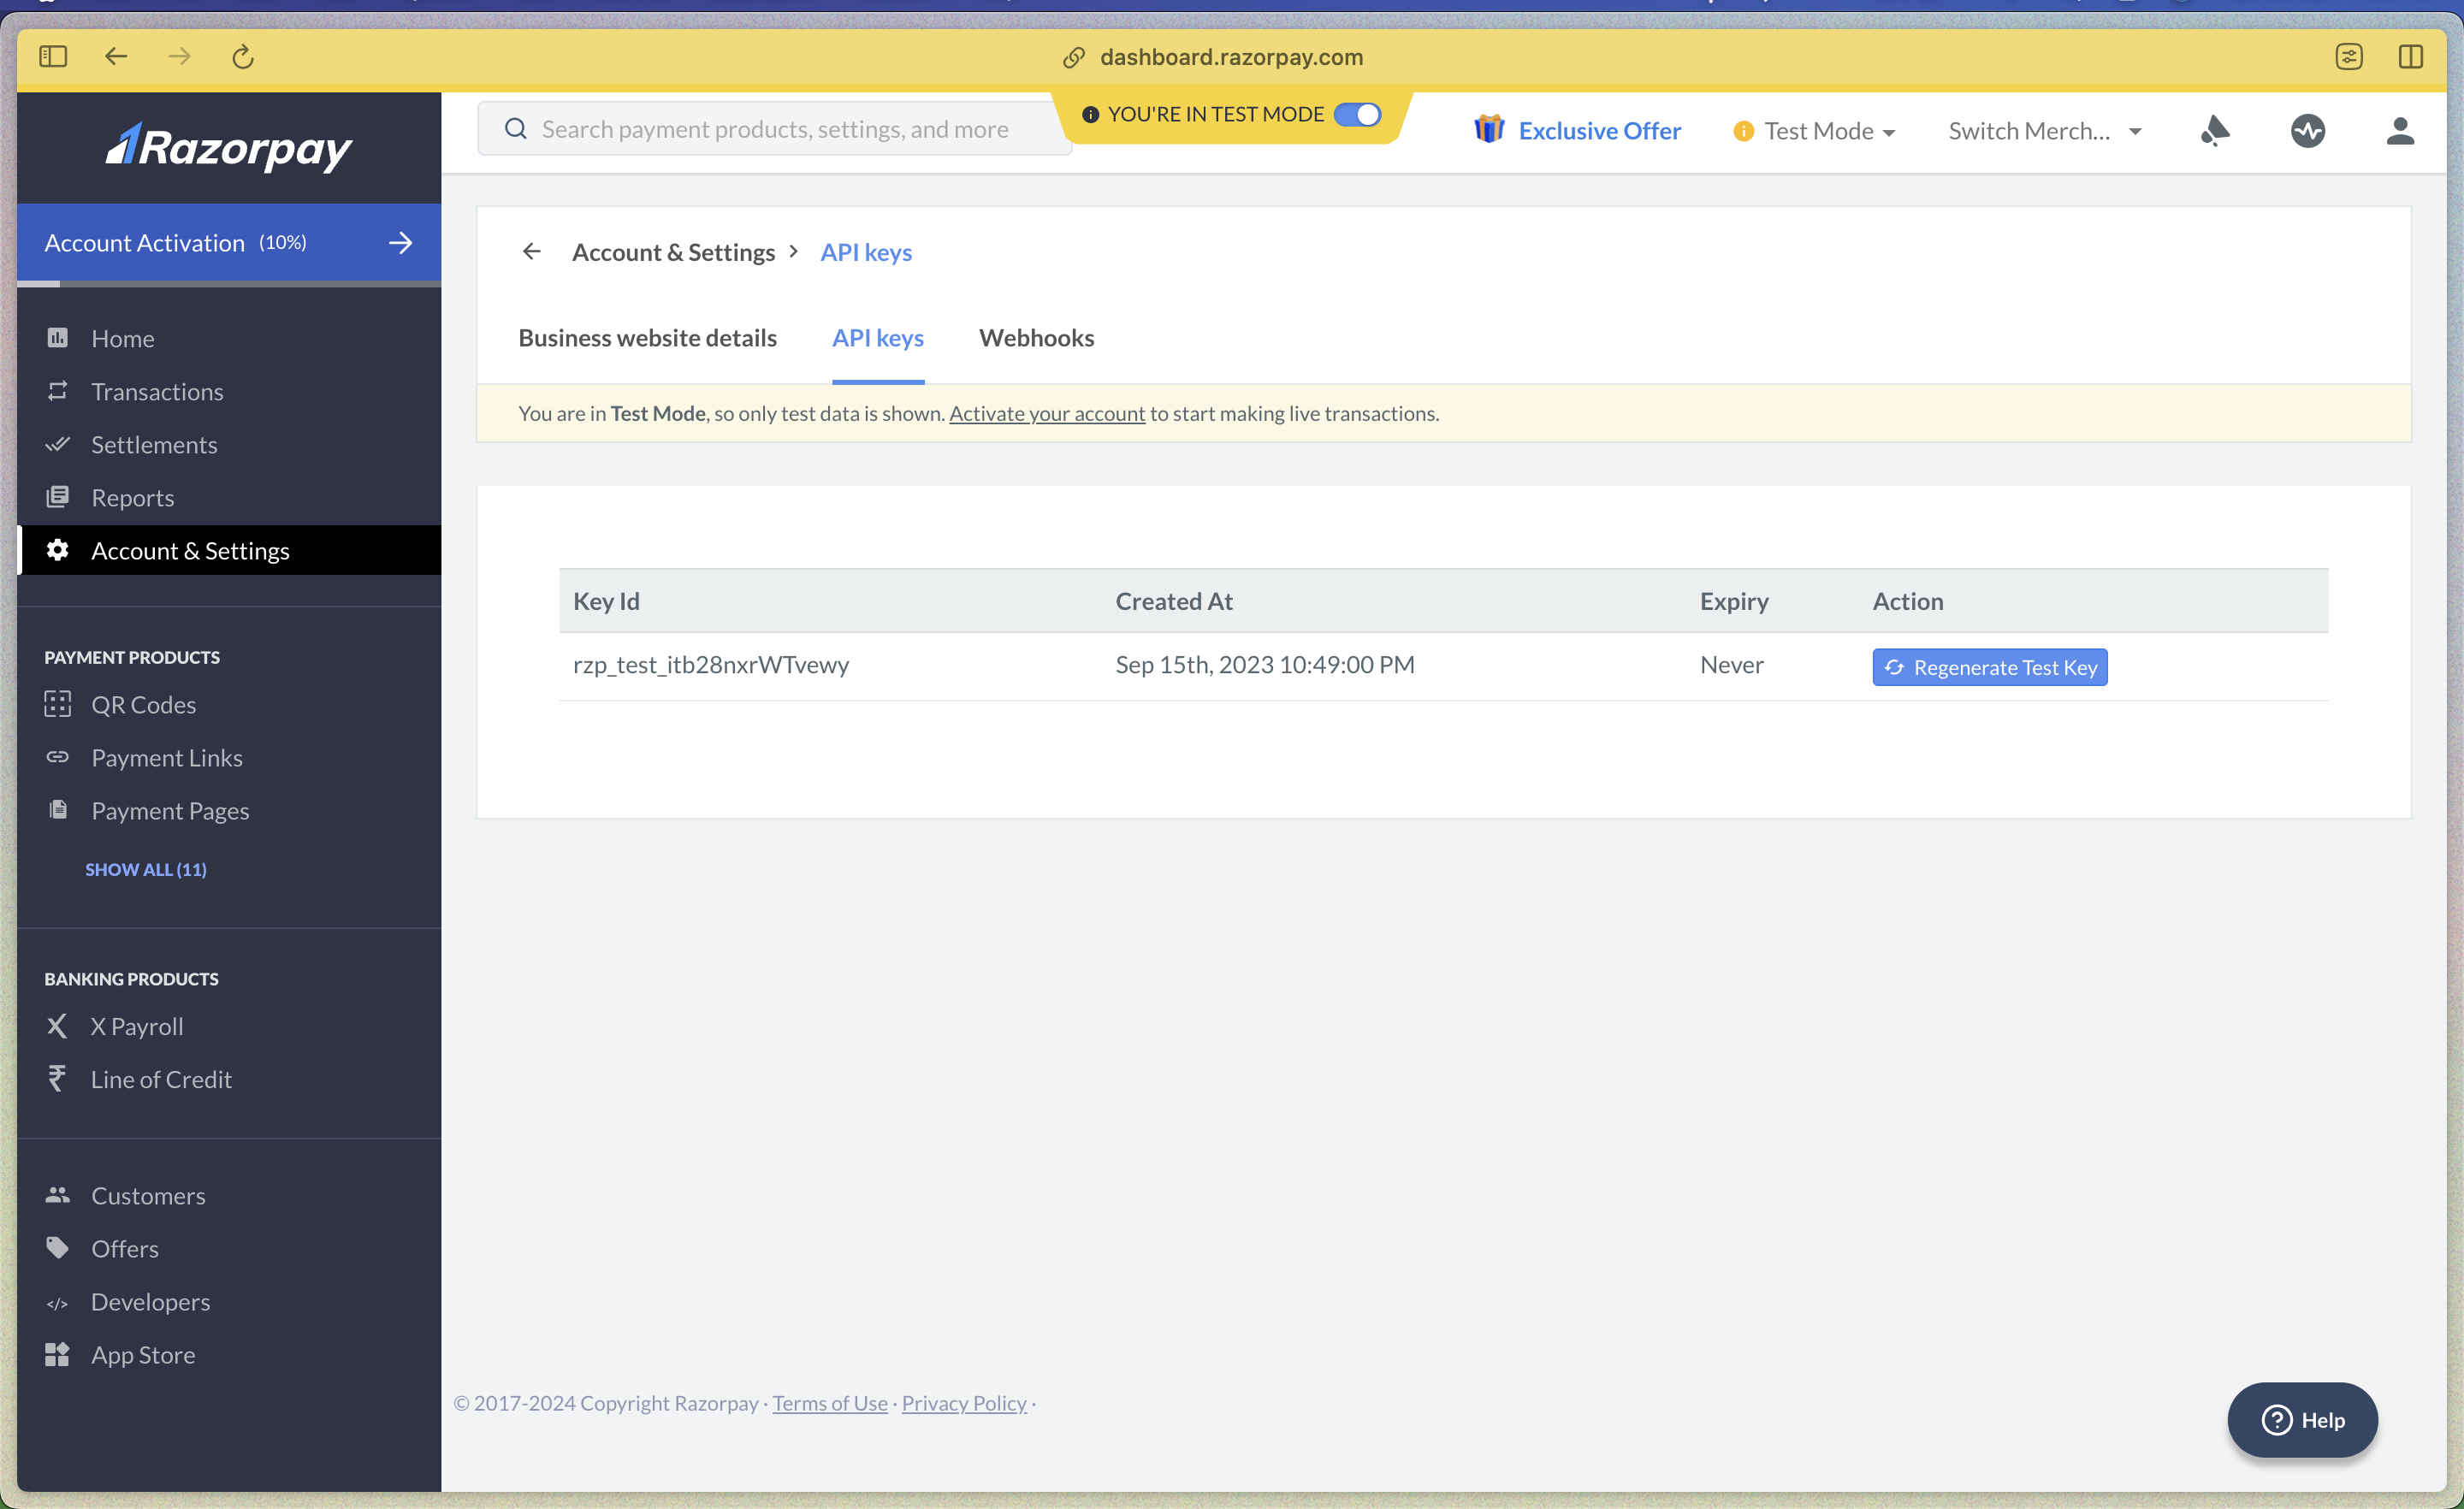 dashboard.razorpay.com
Razorpay
Search payment products, settings, and more
YOU'RE IN TEST MODE
Exclusive Offer
Test Mode
Switch Merch...
Account Activation (10%)
Home
Transactions
Settlements
Reports
Account & Settings
PAYMENT PRODUCTS
QR Codes
Payment Links
Payment Pages
SHOW ALL (11)
BANKING PRODUCTS
X Payroll
Line of Credit
Customers
Offers
Developers
App Store
Account & Settings > API keys
Business website details
API keys
Webhooks
You are in Test Mode, so only test data is shown. Activate your account to start making live transactions.
Key Id Created At Expiry Action
rzp_test_itb28nxrWTvewy Sep 15th, 2023 10:49:00 PM Never Regenerate Test Key
© 2017-2024 Copyright Razorpay · Terms of Use · Privacy Policy ·
Help